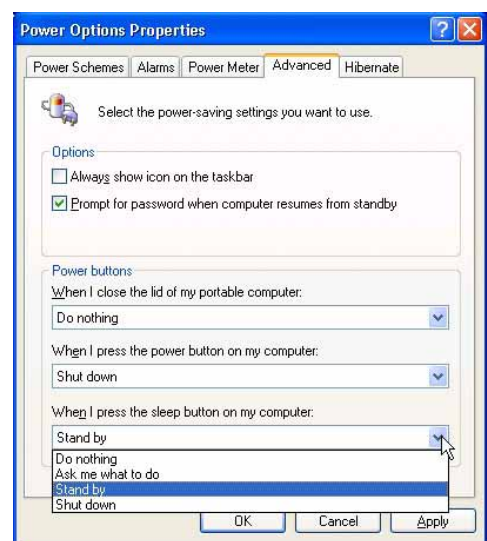 Power Options Properties
Power Schemes Alarms Power Meter Advanced Hibernate
Select the power-saving settings you want to use.
Options
Always show icon on the taskbar
Prompt for password when computer resumes from standby
Power buttons
When I close the lid of my portable computer:
Do nothing
When I press the power button on my computer:
Shut down
When I press the sleep button on my computer:
Stand by
Do nothing
Ask me what to do
Stand by
Shut down
OK Cancel Apply